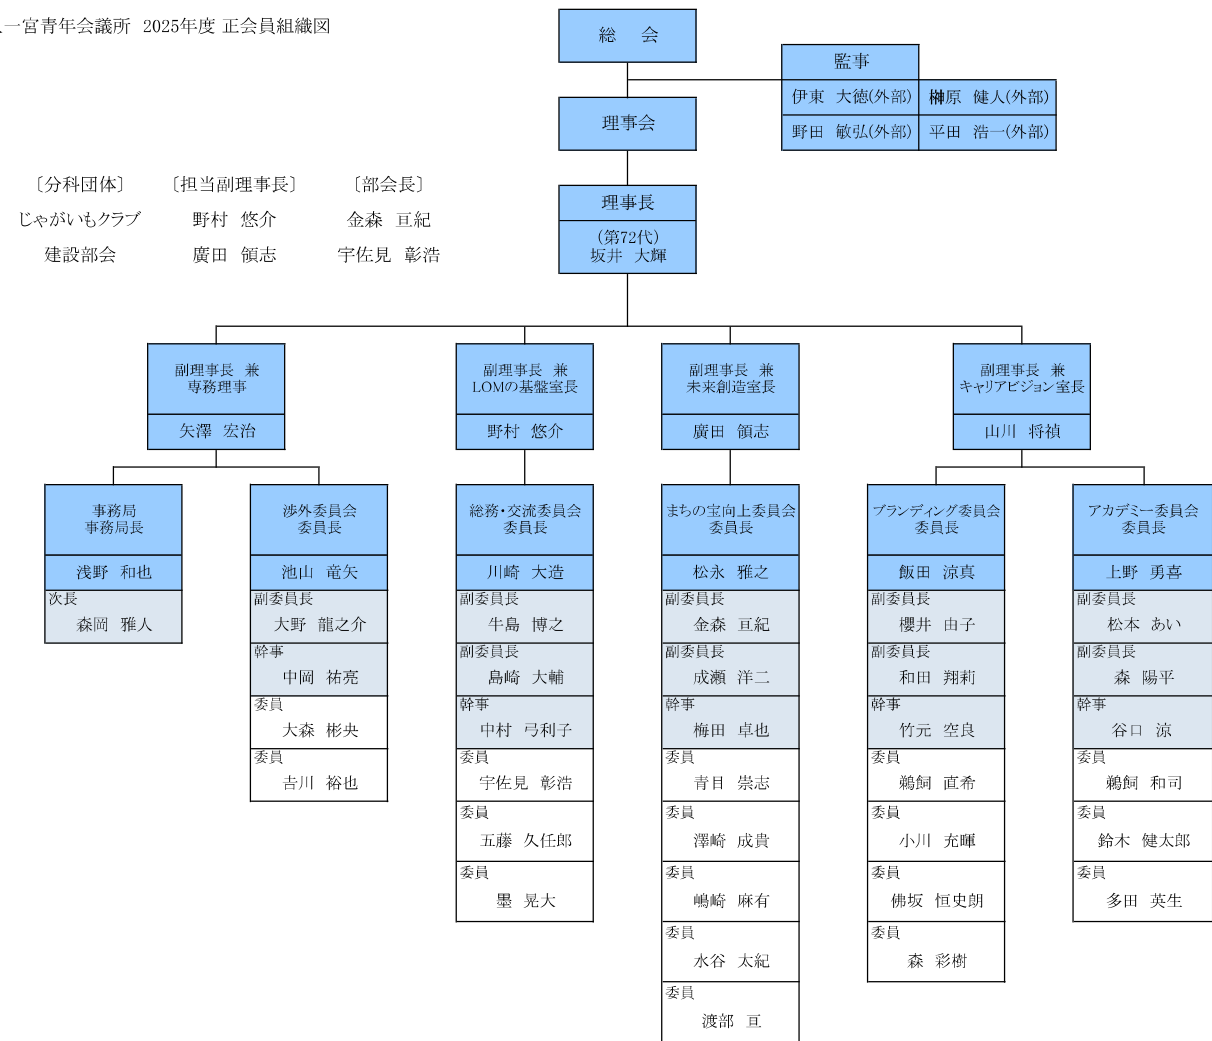 人一宮青年会議所 2025年度 正会員組織図
総 会
監事
伊東 大徳(外部) 榊原 健人(外部)
野田 敏弘(外部) 平田 浩一(外部)
理事会
理事長
(第72代)
坂井 大輝
〔分科団体〕 〔担当副理事長〕 〔部会長〕
じゃがいもクラブ 野村 悠介 金森 亘紀
建設部会 廣田 領志 宇佐見 彰浩
副理事長 兼
専務理事
矢澤 宏治
副理事長 兼
LOMの基盤室長
野村 悠介
副理事長 兼
未来創造室長
廣田 領志
副理事長 兼
キャリアビジョン室長
山川 将禎
事務局
事務局長
浅野 和也
次長
森岡 雅人
渉外委員会
委員長
池山 竜矢
副委員長
大野 龍之介
幹事
中岡 祐亮
委員
大森 彬央
委員
吉川 裕也
総務・交流委員会
委員長
川崎 大造
副委員長
牛島 博之
副委員長
島崎 大輔
幹事
中村 弓利子
委員
宇佐見 彰浩
委員
五藤 久任郎
委員
墨 晃大
まちの宝向上委員会
委員長
松永 雅之
副委員長
金森 亘紀
副委員長
成瀬 洋二
幹事
梅田 卓也
委員
青目 崇志
委員
澤崎 成貴
委員
嶋崎 麻有
委員
水谷 太紀
委員
渡部 亘
ブランディング委員会
委員長
飯田 涼真
副委員長
櫻井 由子
副委員長
和田 翔莉
幹事
竹元 空良
委員
鵜飼 直希
委員
小川 充暉
委員
佛坂 恒史朗
委員
森 彩樹
アカデミー委員会
委員長
上野 勇喜
副委員長
松本 あい
副委員長
森 陽平
幹事
谷口 涼
委員
鵜飼 和司
委員
鈴木 健太郎
委員
多田 英生